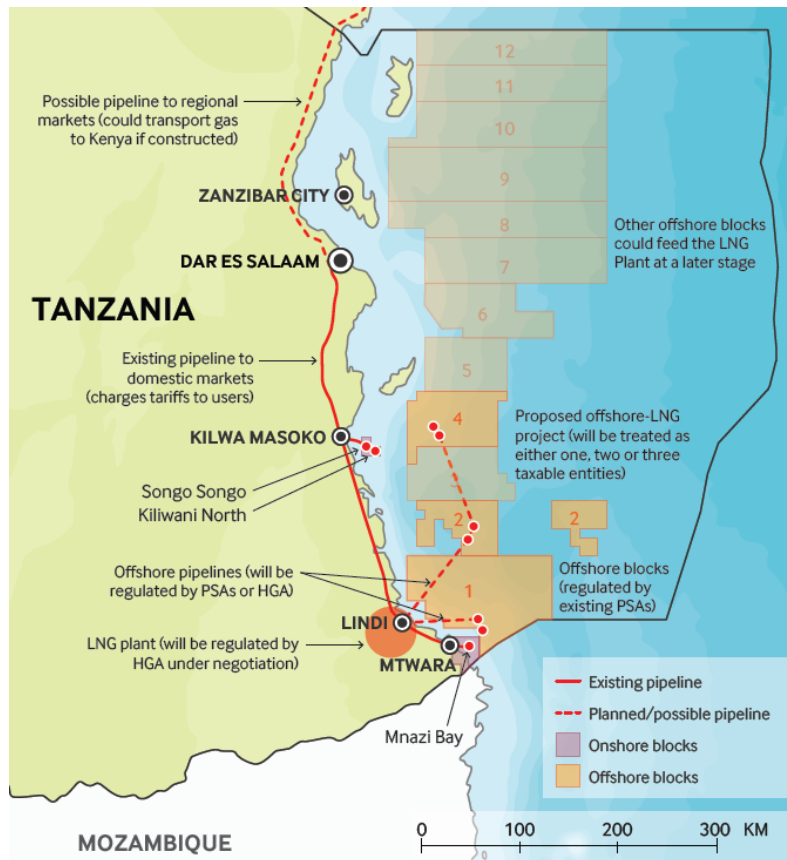 12
11
Possible pipeline to regional
markets (could transport gas
to Kenya if constructed)
10
9
ZANZIBAR CITY
8
Other offshore blocks
could feed the LNG
Plant at a later stage
7
DAR ES SALAAM
TANZANIA
6
Existing pipeline to
domestic markets
(charges tariffs to users)
5
4
Proposed offshore-LNG
project (will be treated as
either one, two or three
taxable entities)
KILWA MASOKO
3
Songo Songo
Kiliwani North
2
2
Offshore pipelines (will be
regulated by PSAs or HGA)
1
Offshore blocks
(regulated by
existing PSAs)
LINDI
LNG plant (will be regulated by
HGA under negotiation)
MTWARA
Mnazi Bay
Existing pipeline
Planned/possible pipeline
Onshore blocks
Offshore blocks
MOZAMBIQUE
0 100 200 300 KM